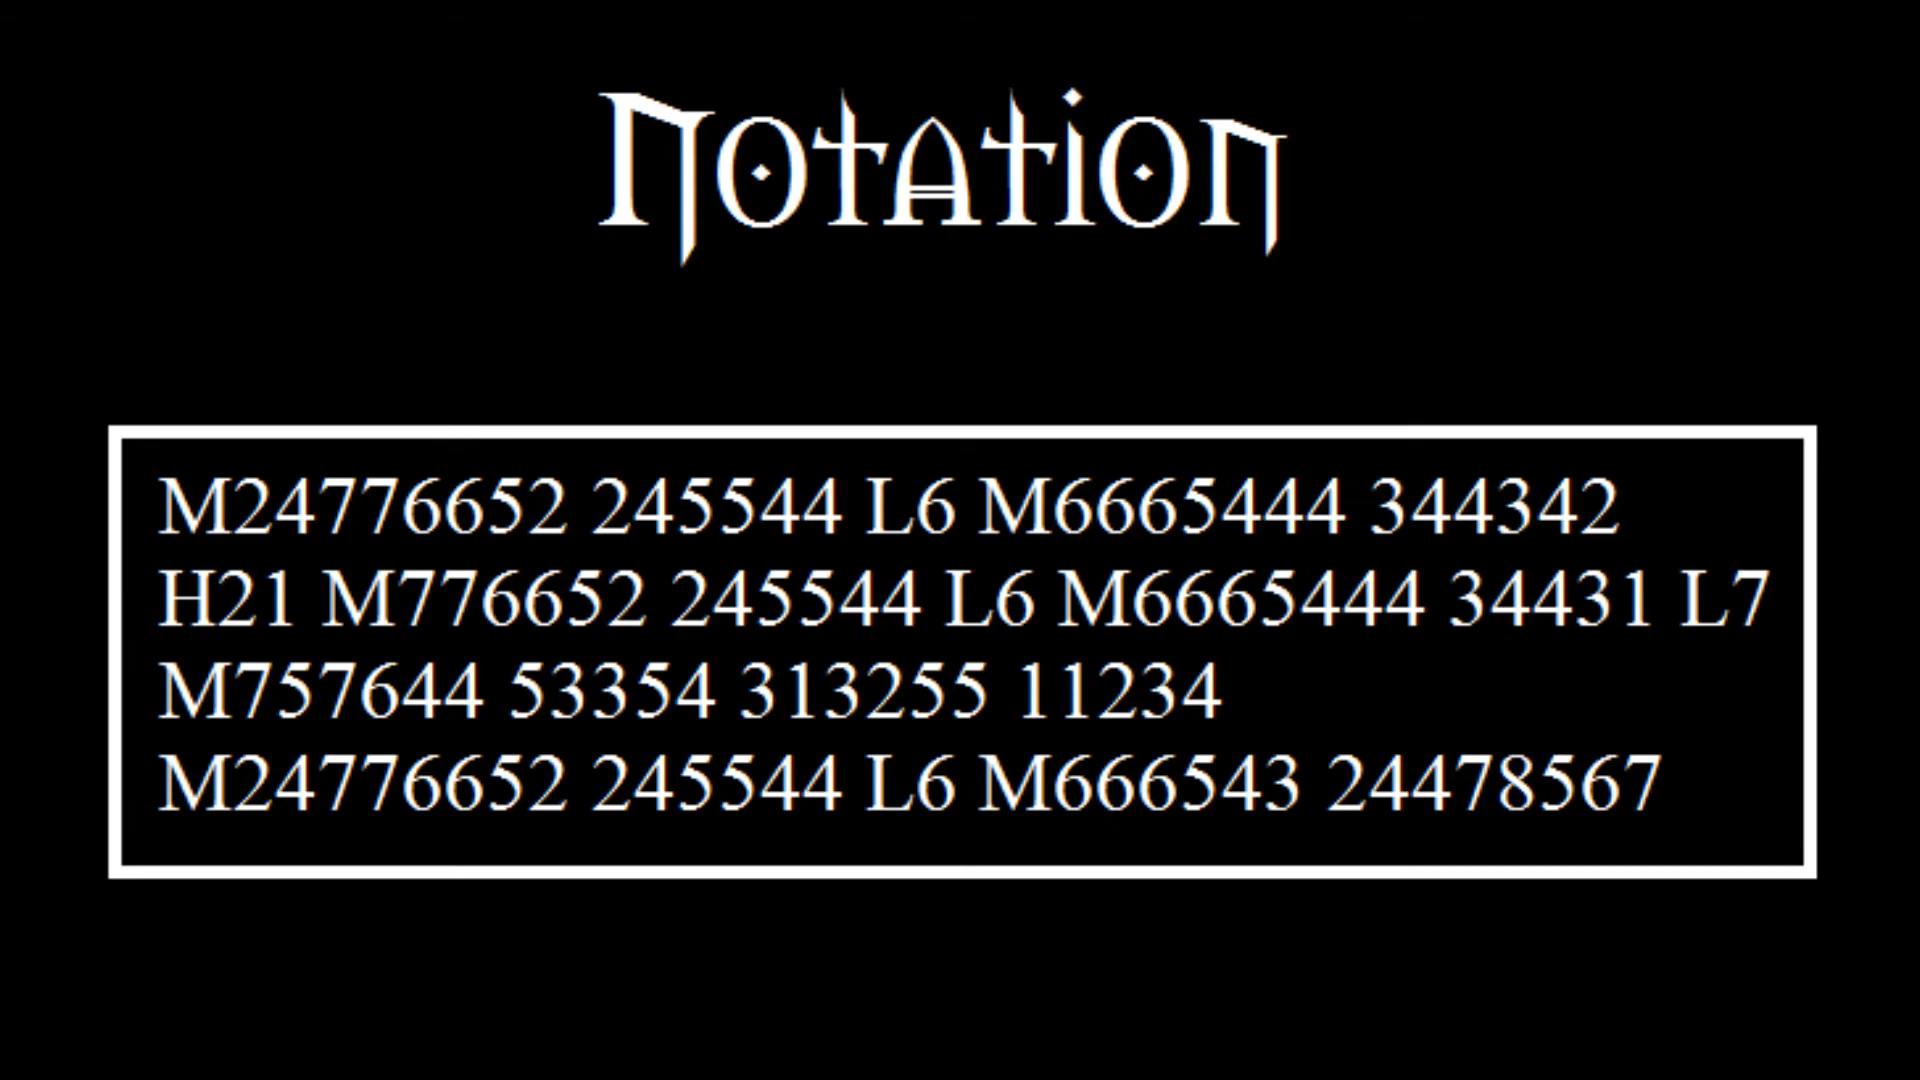 Notation
M24776652 245544 L6 M6665444 344342
H21 M776652 245544 L6 M6665444 34431 L7
M757644 53354 313255 11234
M24776652 245544 L6 M666543 24478567